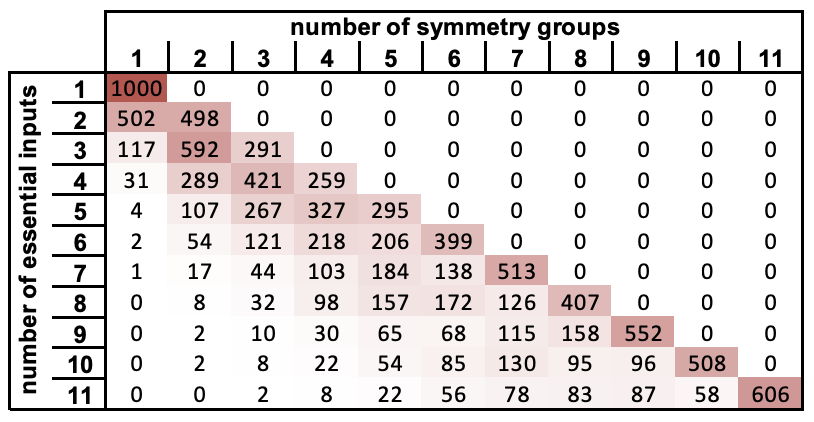 number of symmetry groups
1 2 3 4 5 6 7 8 9 10 11
number of essential inputs
1 1000 0 0 0 0 0 0 0 0 0 0
2 502 498 0 0 0 0 0 0 0 0 0
3 117 592 291 0 0 0 0 0 0 0 0
4 31 289 421 259 0 0 0 0 0 0 0
5 4 107 267 327 295 0 0 0 0 0 0
6 2 54 121 218 206 399 0 0 0 0 0
7 1 17 44 103 184 138 513 0 0 0 0
8 0 8 32 98 157 172 126 407 0 0 0
9 0 2 10 30 65 68 115 158 552 0 0
10 0 2 8 22 54 85 130 95 96 508 0
11 0 0 2 8 22 56 78 83 87 58 606